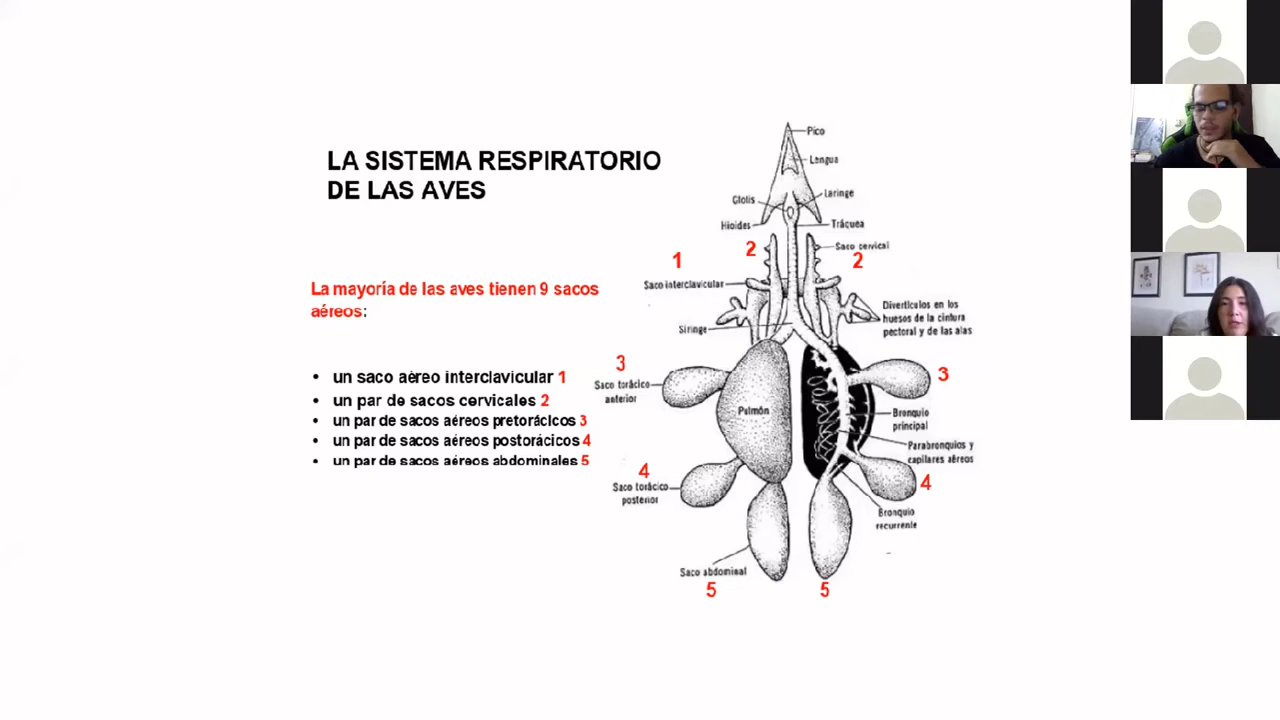 LA SISTEMA RESPIRATORIO
DE LAS AVES
La mayoría de las aves tienen 9 sacos
aéreos:
• un saco aéreo interclavicular 1
• un par de sacos cervicales 2
• un par de sacos aéreos pretorácicos 3
• un par de sacos aéreos postorácicos 4
• un par de sacos aéreos abdominales 5
Pico
Lengua
Laringe
Glotis
Hioides
Tráquea
2
Saco cervical
1
2
Saco interclavicular
Divertículos en los
huesos de la cintura
pectoral y de las alas
Siringe
3
3
Saco torácico
anterior
Pulmón
Bronquio
principal
Parabronquios y
capilares aéreos
4
4
Saco torácico
posterior
Bronquio
recurrente
Saco abdominal
5
5